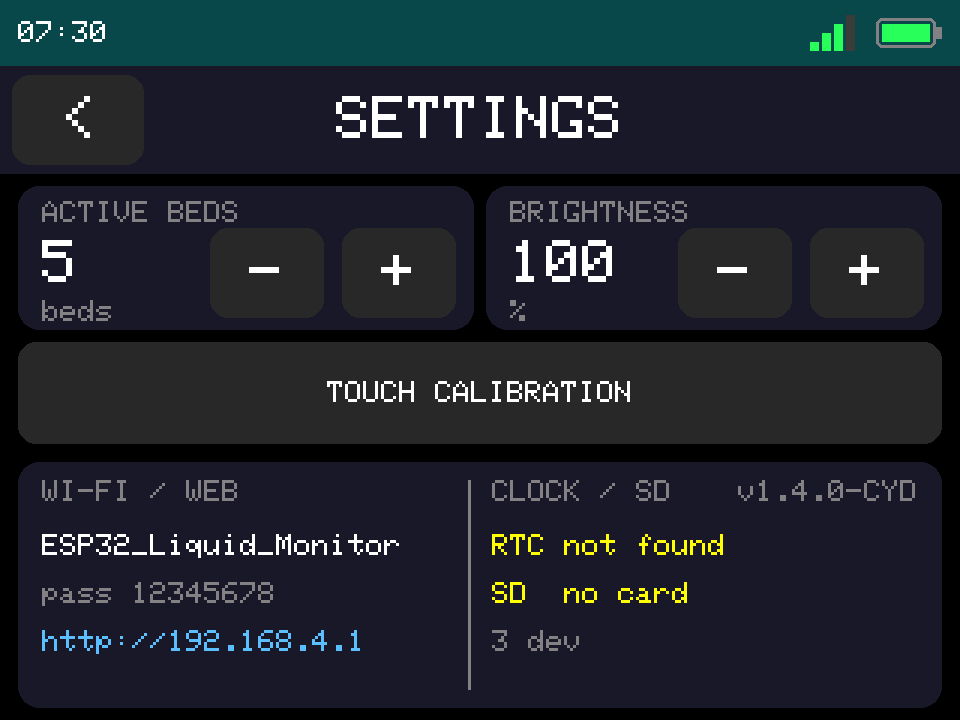 07:30
< SETTINGS
ACTIVE BEDS
5 - +
beds
BRIGHTNESS
100 - +
%
TOUCH CALIBRATION
WI-FI / WEB
ESP32_Liquid_Monitor
pass 12345678
http://192.168.4.1
CLOCK / SD v1.4.0-CYD
RTC not found
SD no card
3 dev